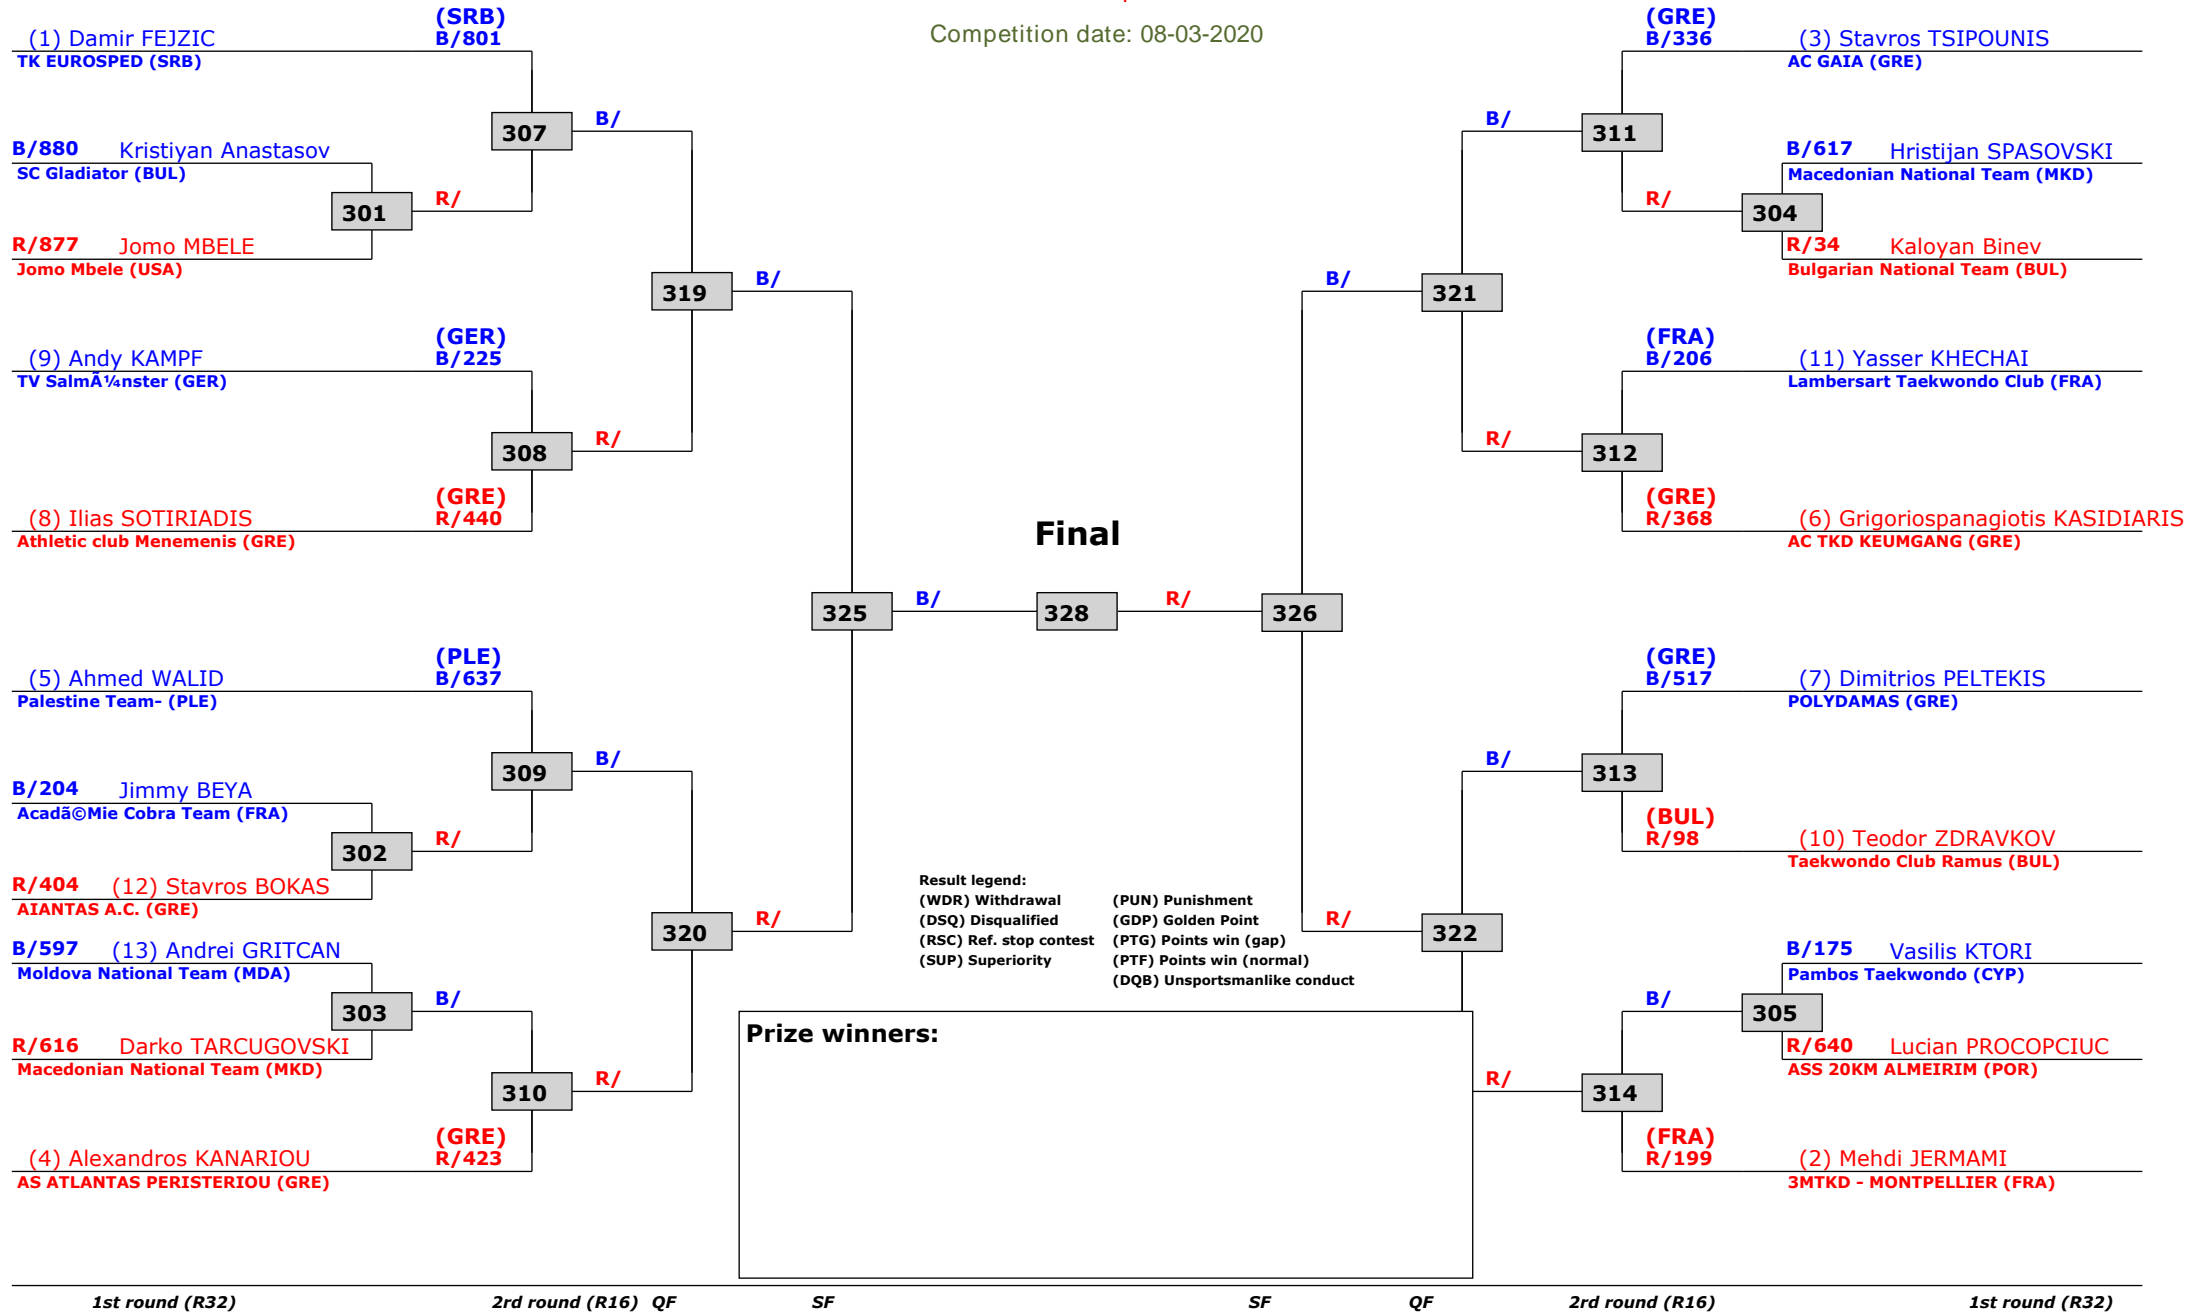 Competition date: 08-03-2020
(1) Damir FEJZIC
(SRB)
B/801
TK EUROSPED (SRB)
307
B/
B/880 Kristiyan Anastasov
SC Gladiator (BUL)
301
R/
R/877 Jomo MBELE
Jomo Mbele (USA)
319
B/
(9) Andy KAMPF
(GER)
B/225
TV SalmÃ¼nster (GER)
308
R/
(8) Ilias SOTIRIADIS
(GRE)
R/440
Athletic club Menemenis (GRE)
325
B/
(5) Ahmed WALID
(PLE)
B/637
Palestine Team- (PLE)
309
B/
B/204 Jimmy BEYA
Acadã©Mie Cobra Team (FRA)
302
R/
R/404 (12) Stavros BOKAS
AIANTAS A.C. (GRE)
320
R/
B/597 (13) Andrei GRITCAN
Moldova National Team (MDA)
303
B/
R/616 Darko TARCUGOVSKI
Macedonian National Team (MKD)
310
R/
(4) Alexandros KANARIOU
(GRE)
R/423
AS ATLANTAS PERISTERIOU (GRE)
Final
328
R/
(GRE)
B/336
(3) Stavros TSIPOUNIS
AC GAIA (GRE)
B/
311
B/617 Hristijan SPASOVSKI
Macedonian National Team (MKD)
R/
304
R/34 Kaloyan Binev
Bulgarian National Team (BUL)
B/
321
(FRA)
B/206
(11) Yasser KHECHAI
Lambersart Taekwondo Club (FRA)
R/
312
(GRE)
R/368
(6) Grigoriospanagiotis KASIDIARIS
AC TKD KEUMGANG (GRE)
326
(GRE)
B/517
(7) Dimitrios PELTEKIS
POLYDAMAS (GRE)
B/
313
(BUL)
R/98
(10) Teodor ZDRAVKOV
Taekwondo Club Ramus (BUL)
R/
322
B/175 Vasilis KTORI
Pambos Taekwondo (CYP)
B/
305
R/640 Lucian PROCOPCIUC
ASS 20KM ALMEIRIM (POR)
R/
314
(FRA)
R/199
(2) Mehdi JERMAMI
3MTKD - MONTPELLIER (FRA)
Result legend:
(WDR) Withdrawal (PUN) Punishment
(DSQ) Disqualified (GDP) Golden Point
(RSC) Ref. stop contest (PTG) Points win (gap)
(SUP) Superiority (PTF) Points win (normal)
(DQB) Unsportsmanlike conduct
Prize winners:
1st round (R32) 2rd round (R16) QF SF SF QF 2rd round (R16) 1st round (R32)